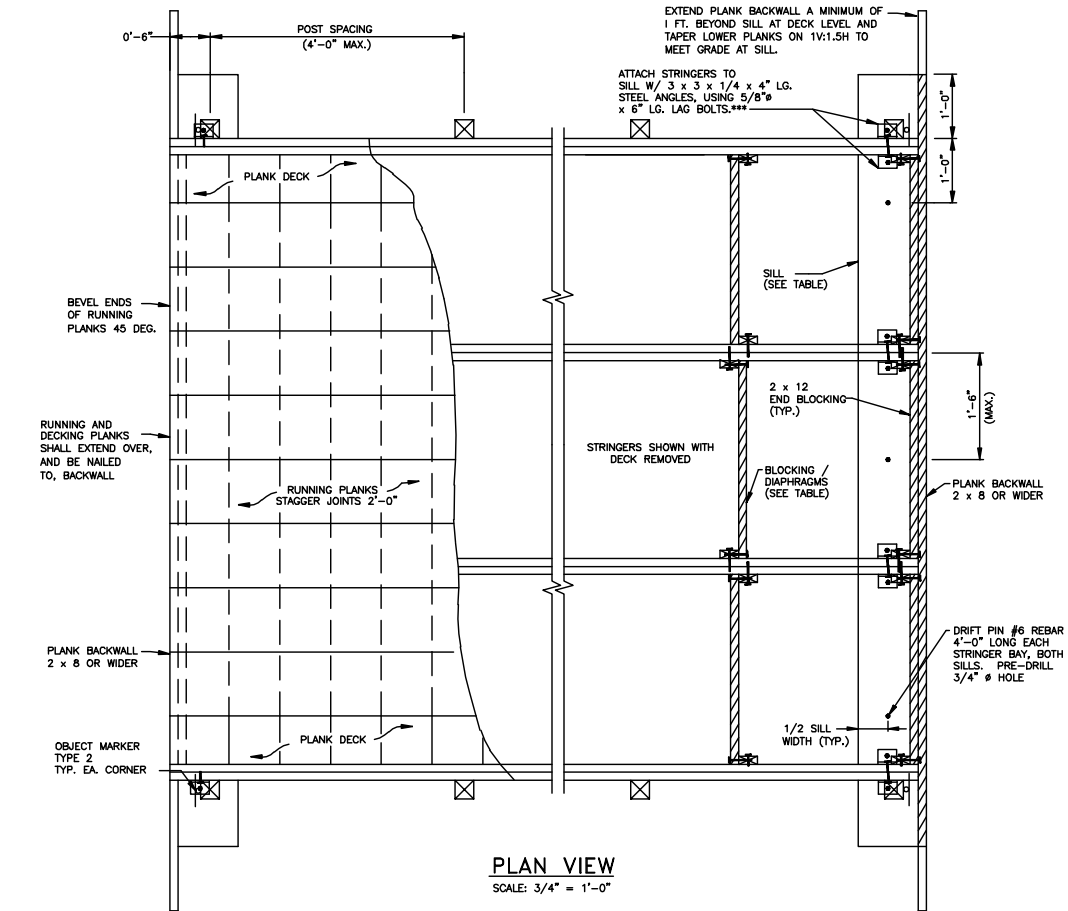 EXTEND PLANK BACKWALL A MINIMUM OF
1 FT. BEYOND SILL AT DECK LEVEL AND
TAPER LOWER PLANKS ON 1V:1.5H TO
MEET GRADE AT SILL.
0'-6"
POST SPACING
(4'-0" MAX.)
ATTACH STRINGERS TO
SILL W/ 3 x 3 x 1/4 x 4" LG.
STEEL ANGLES, USING 5/8"ø
x 6" LG. LAG BOLTS.***
1'-0"
1'-0"
PLANK DECK
SILL
(SEE TABLE)
BEVEL ENDS
OF RUNNING
PLANKS 45 DEG.
2 x 12
END BLOCKING
(TYP.)
1'-6"
(MAX.)
RUNNING AND
DECKING PLANKS
SHALL EXTEND OVER,
AND BE NAILED
TO, BACKWALL
STRINGERS SHOWN WITH
DECK REMOVED
BLOCKING /
DIAPHRAGMS
(SEE TABLE)
RUNNING PLANKS
STAGGER JOINTS 2'-0"
PLANK BACKWALL
2 x 8 OR WIDER
PLANK BACKWALL
2 x 8 OR WIDER
DRIFT PIN #6 REBAR
4'-0" LONG EACH
STRINGER BAY, BOTH
SILLS. PRE-DRILL
3/4" ø HOLE
PLANK DECK
1/2 SILL
WIDTH (TYP.)
OBJECT MARKER
TYPE 2
TYP. EA. CORNER
PLAN VIEW
SCALE: 3/4" = 1'-0"